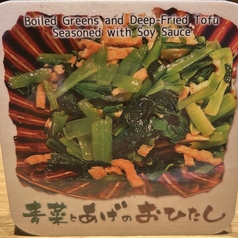 Boiled Greens and Deep-Fried Tofu
Seasoned with Soy Sauce
青菜とあげのおひたし